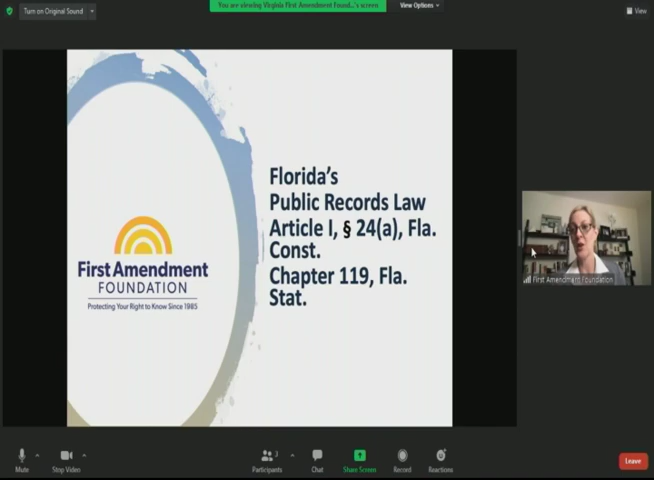 Turn on Original Sound
You are viewing Virginia First Amendment Found...'s screen
View Options
View
Florida's
Public Records Law
Article I, § 24(a), Fla.
Const.
Chapter 119, Fla.
Stat.
First Amendment
FOUNDATION
Protecting Your Right to Know Since 1985
First Amendment Foundation
Mute
Stop Video
Participants
Chat
Share Screen
Record
Reactions
Leave